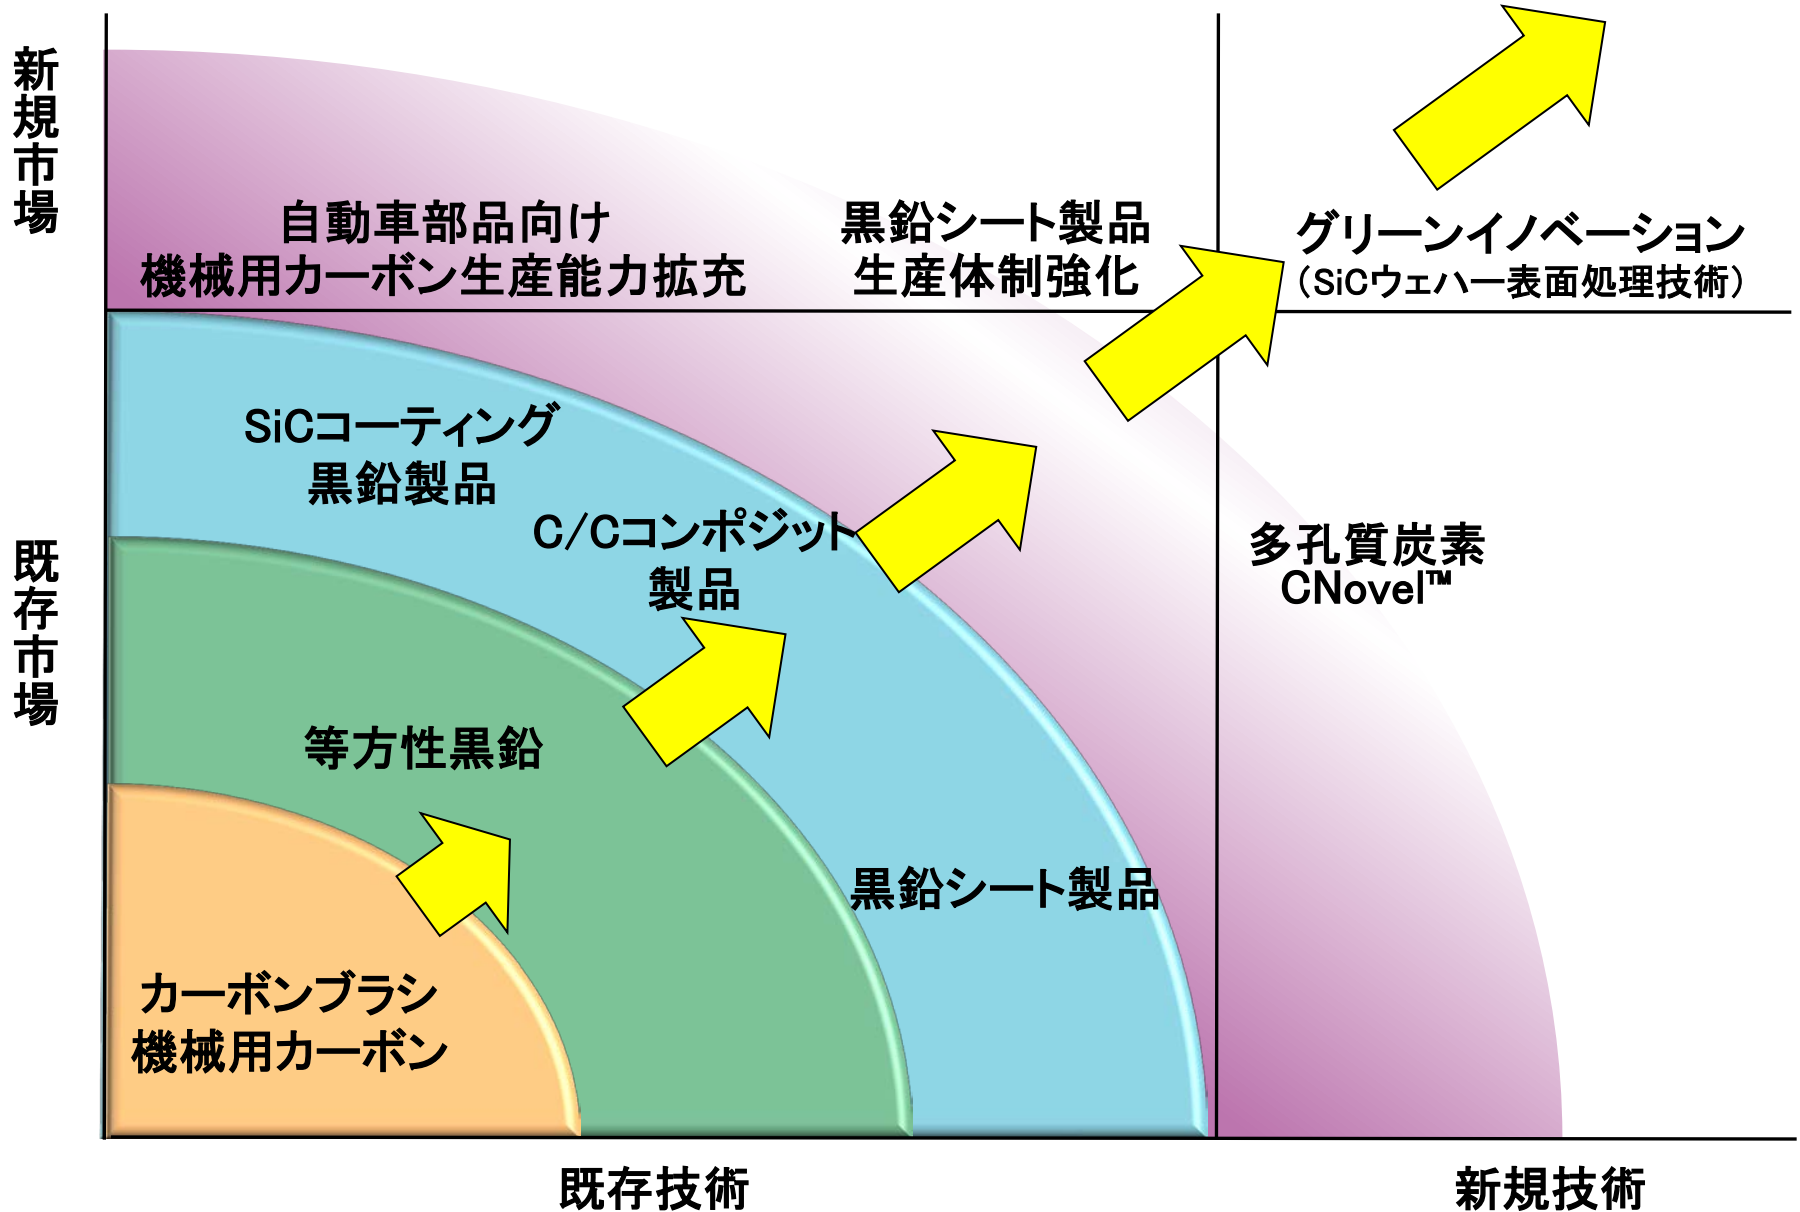 新規市場
自動車部品向け
機械用カーボン生産能力拡充
黒鉛シート製品
生産体制強化
グリーンイノベーション
（SiCウェハー表面処理技術）
既存市場
SiCコーティング
黒鉛製品
C/Cコンポジット
製品
多孔質炭素
CNovel™
等方性黒鉛
黒鉛シート製品
カーボンブラシ
機械用カーボン
既存技術
新規技術